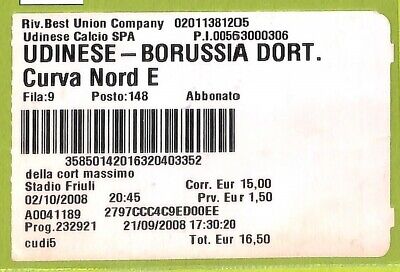 Riv.Best Union Company 020113812O5
Udinese Calcio SPA P.I.00563000306
UDINESE-BORUSSIA DORT.
Curva Nord E
Fila:9 Posto:148 Abbonato
35850142016320403352
della cort massimo
Stadio Friuli Corr. Eur 15,00
02/10/2008 20:45 Prv. Eur 1,50
A0041189 2797CCC4C9ED00EE
Prog.232921 21/09/2008 17:30:20
cudi5 Tot. Eur 16,50